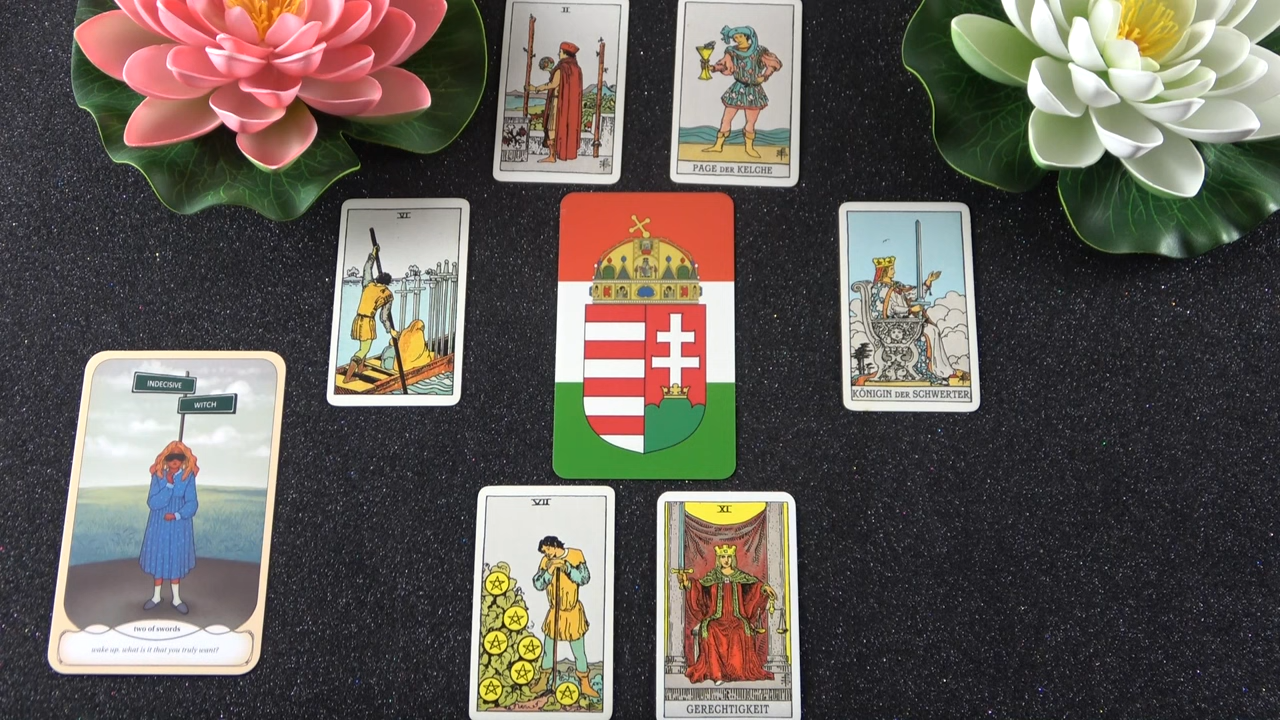 II
PAGE DER KELCHE
VI
KÖNIGIN DER SCHWERTER
INDECISIVE
WITCH
two of swords
wake up. what is it that you truly want?
VII
XI
GERECHTIGKEIT